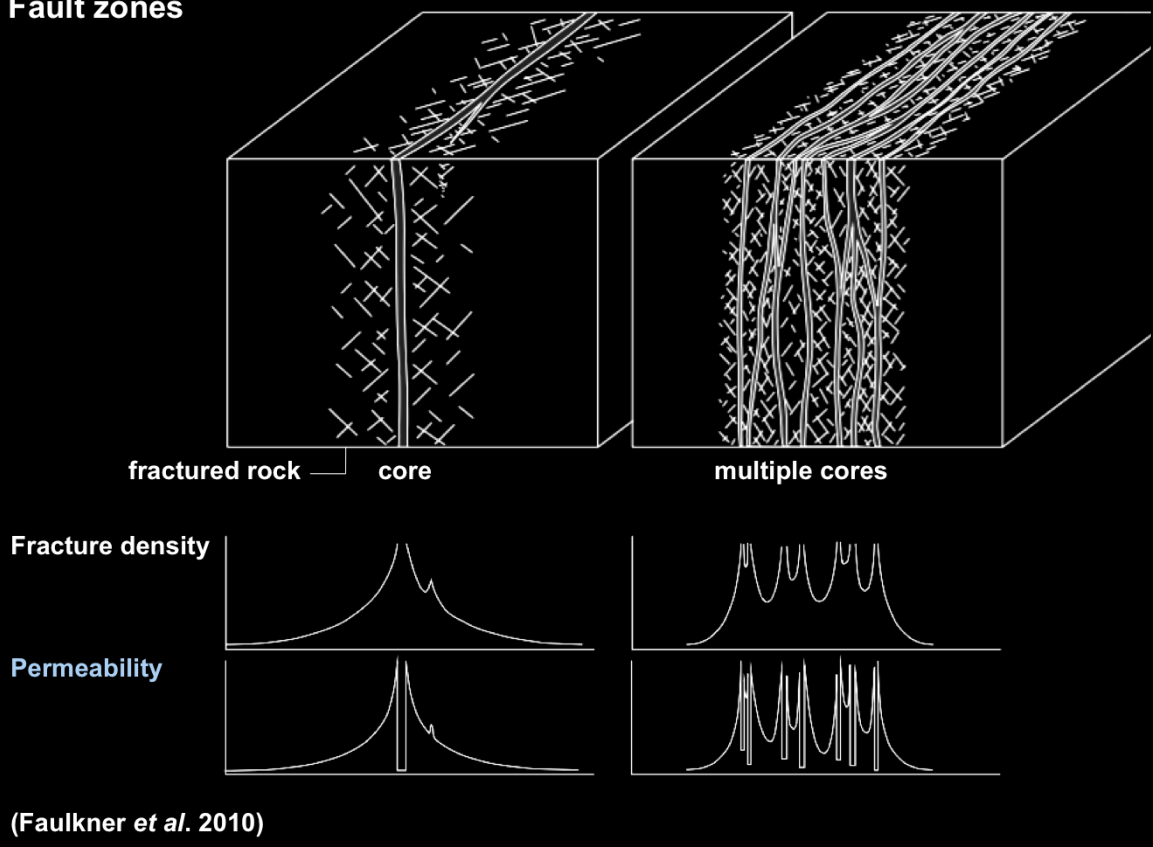 Fault zones
fractured rock
core
multiple cores
Fracture density
Permeability
(Faulkner et al. 2010)